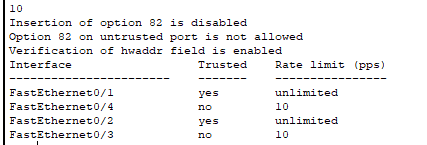 10
Insertion of option 82 is disabled
Option 82 on untrusted port is not allowed
Verification of hwaddr field is enabled
Interface Trusted Rate limit (pps)
----------------------- ------- ----------------
FastEthernet0/1 yes unlimited
FastEthernet0/4 no 10
FastEthernet0/2 yes unlimited
FastEthernet0/3 no 10